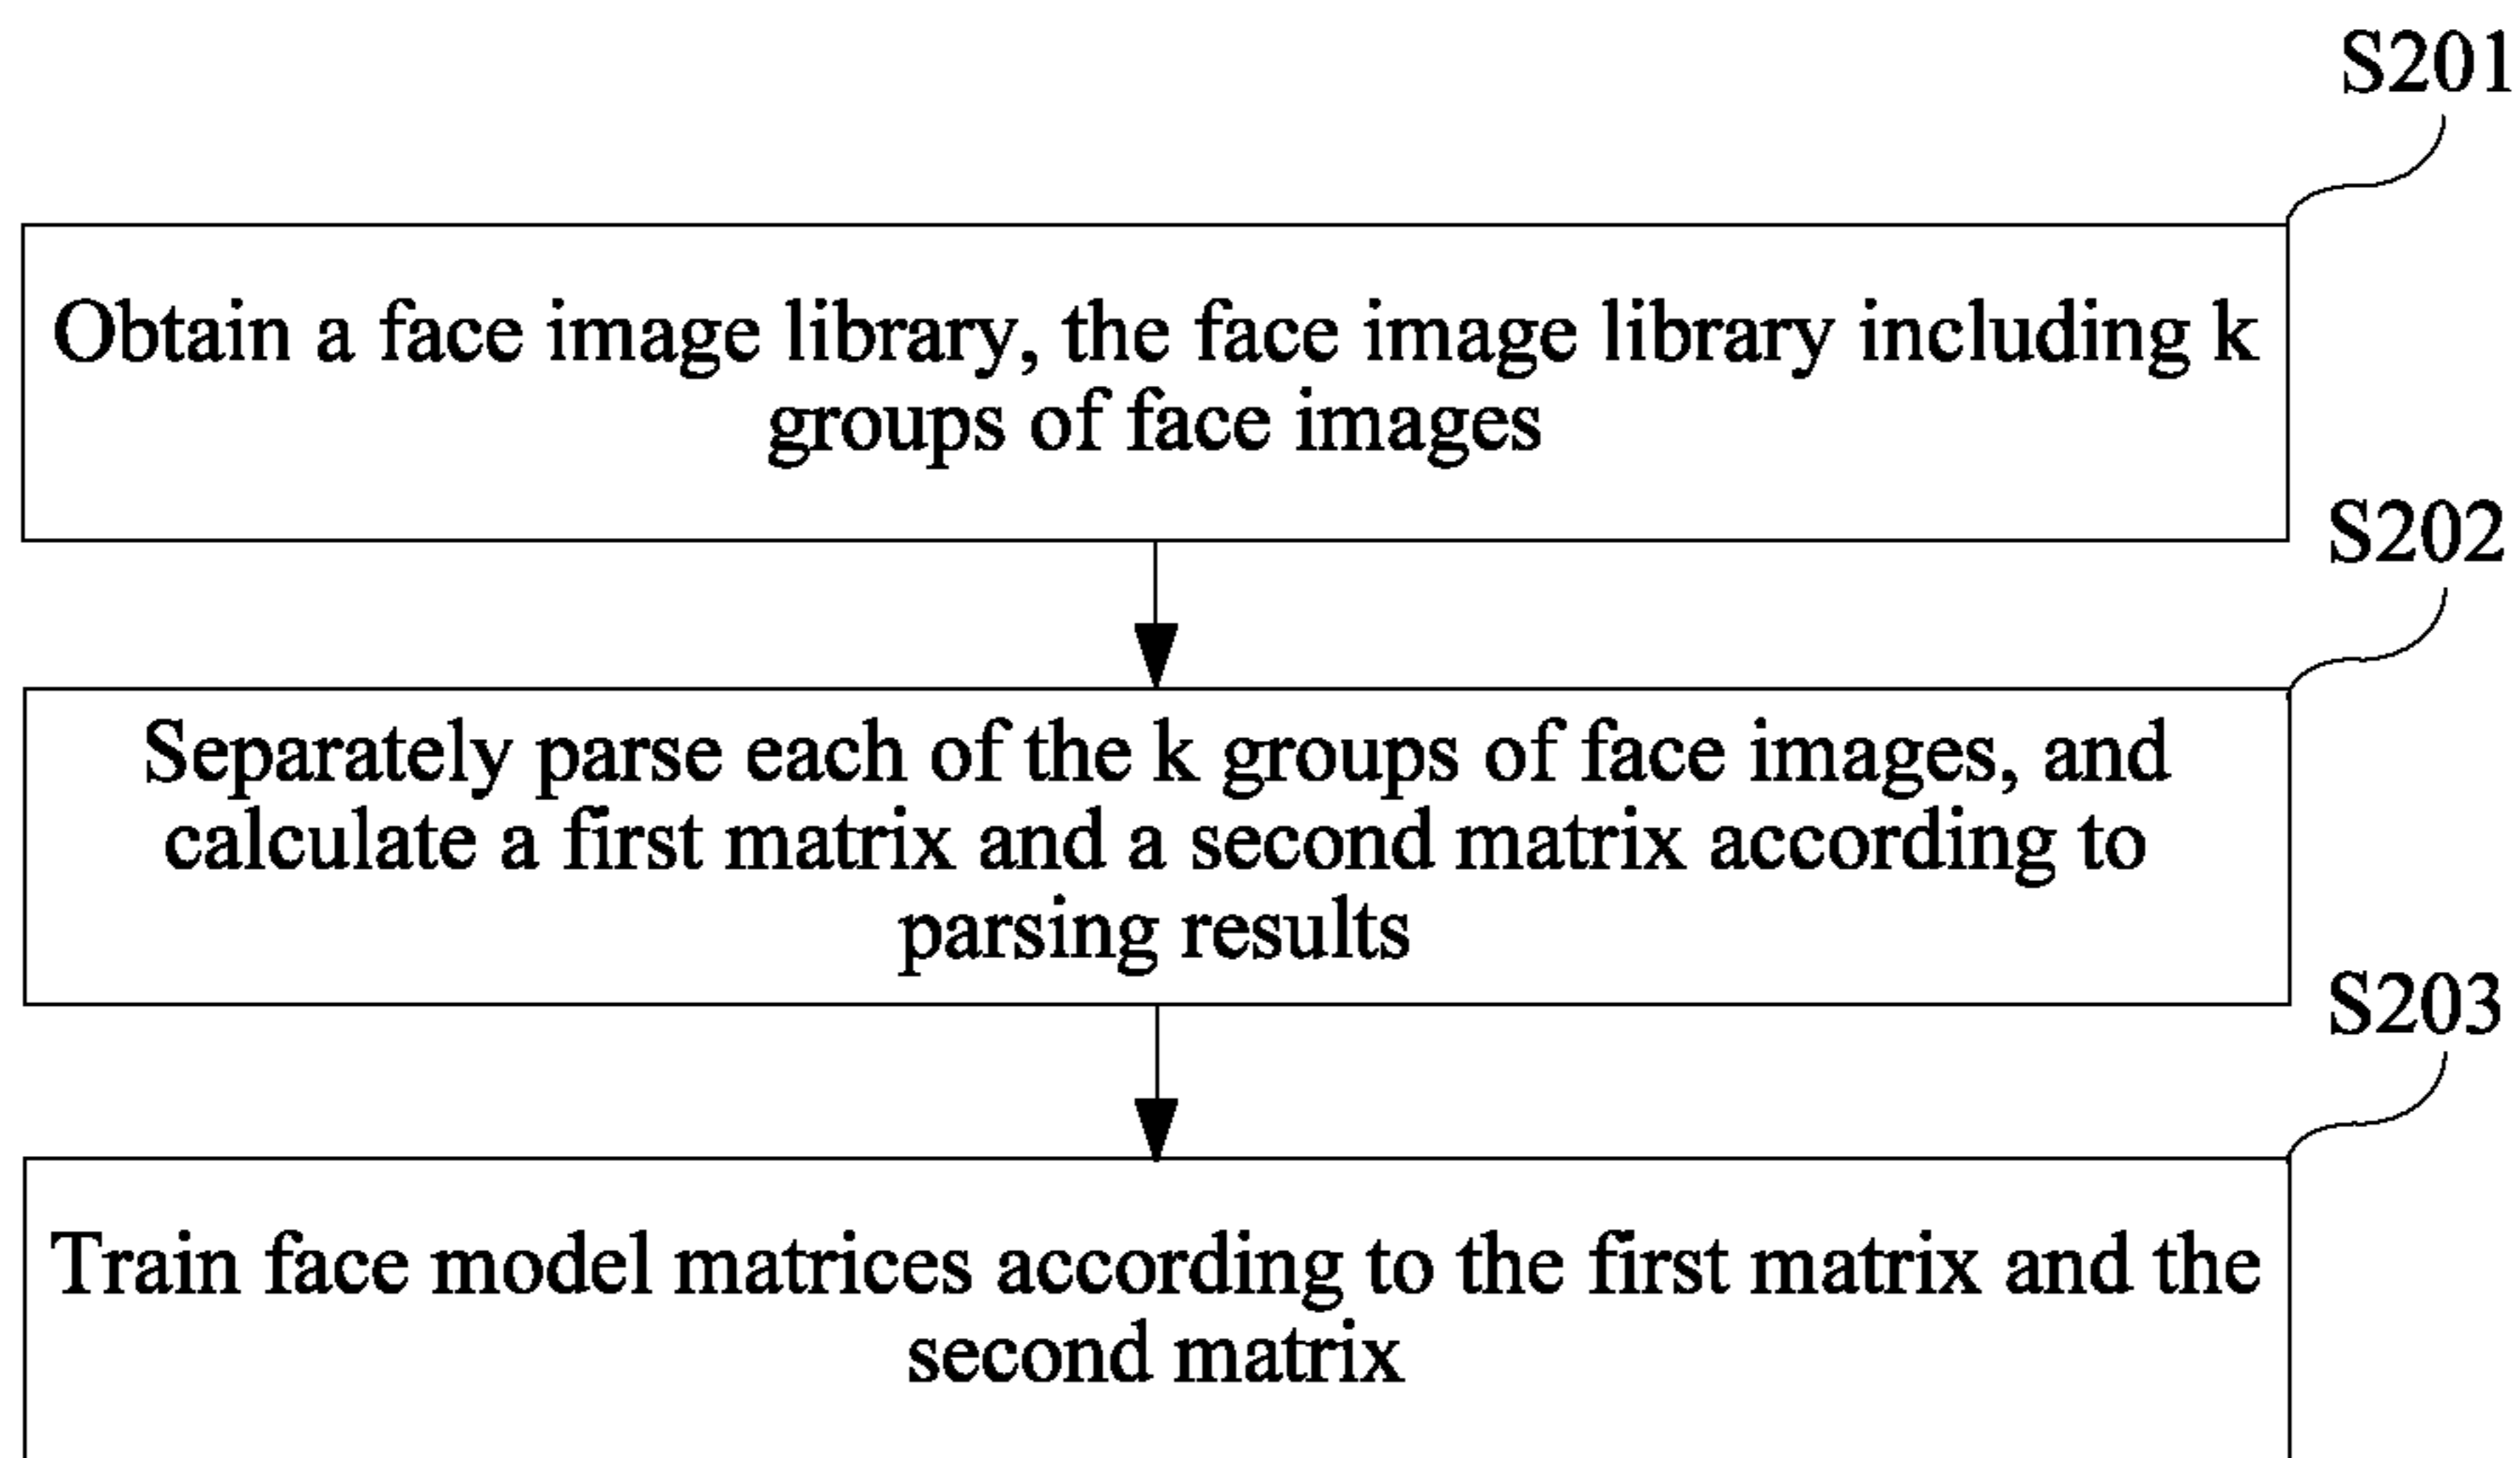 S201
Obtain a face image library, the face image library including k
groups of face images
S202
Separately parse each of the k groups of face images, and
calculate a first matrix and a second matrix according to
parsing results
S203
Train face model matrices according to the first matrix and the
second matrix